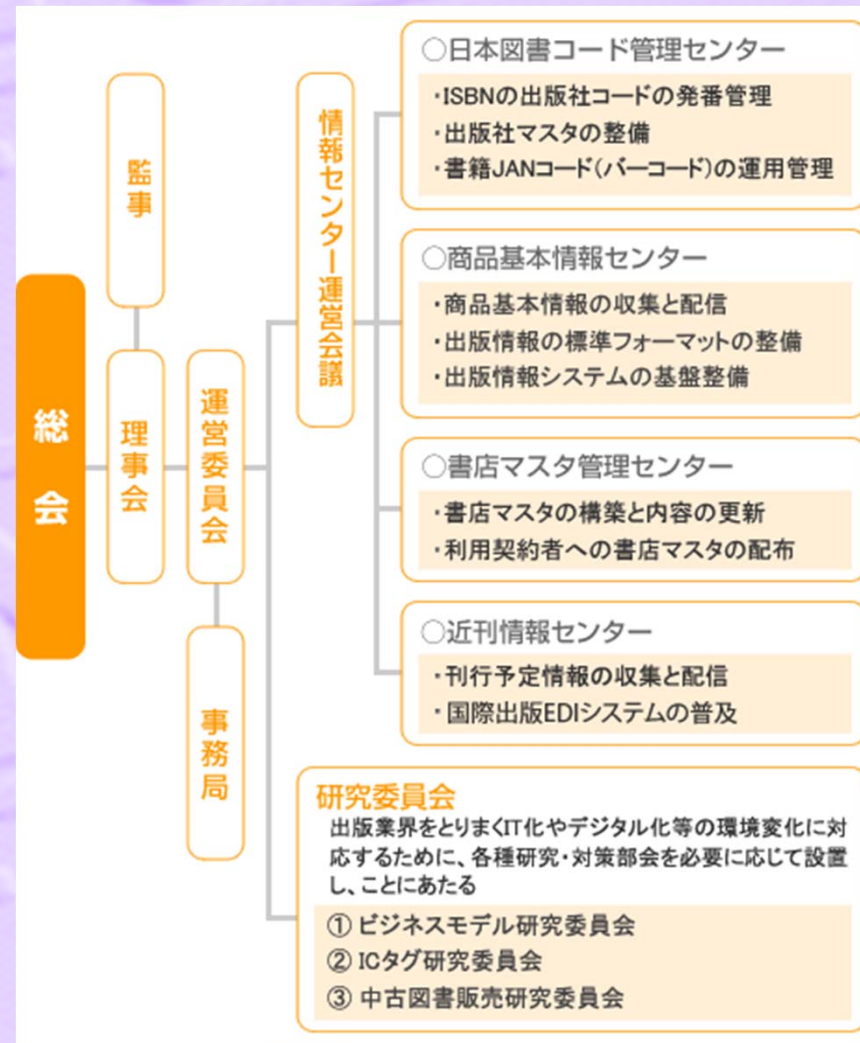 総会
監事
理事会
運営委員会
事務局
情報センター運営会議
○日本図書コード管理センター
・ISBNの出版社コードの発番管理
・出版社マスタの整備
・書籍JANコード(バーコード)の運用管理
○商品基本情報センター
・商品基本情報の収集と配信
・出版情報の標準フォーマットの整備
・出版情報システムの基盤整備
○書店マスタ管理センター
・書店マスタの構築と内容の更新
・利用契約者への書店マスタの配布
○近刊情報センター
・刊行予定情報の収集と配信
・国際出版EDIシステムの普及
研究委員会
出版業界をとりまくIT化やデジタル化等の環境変化に対
応するために、各種研究・対策部会を必要に応じて設置
し、ことにあたる
① ビジネスモデル研究委員会
② ICタグ研究委員会
③ 中古図書販売研究委員会